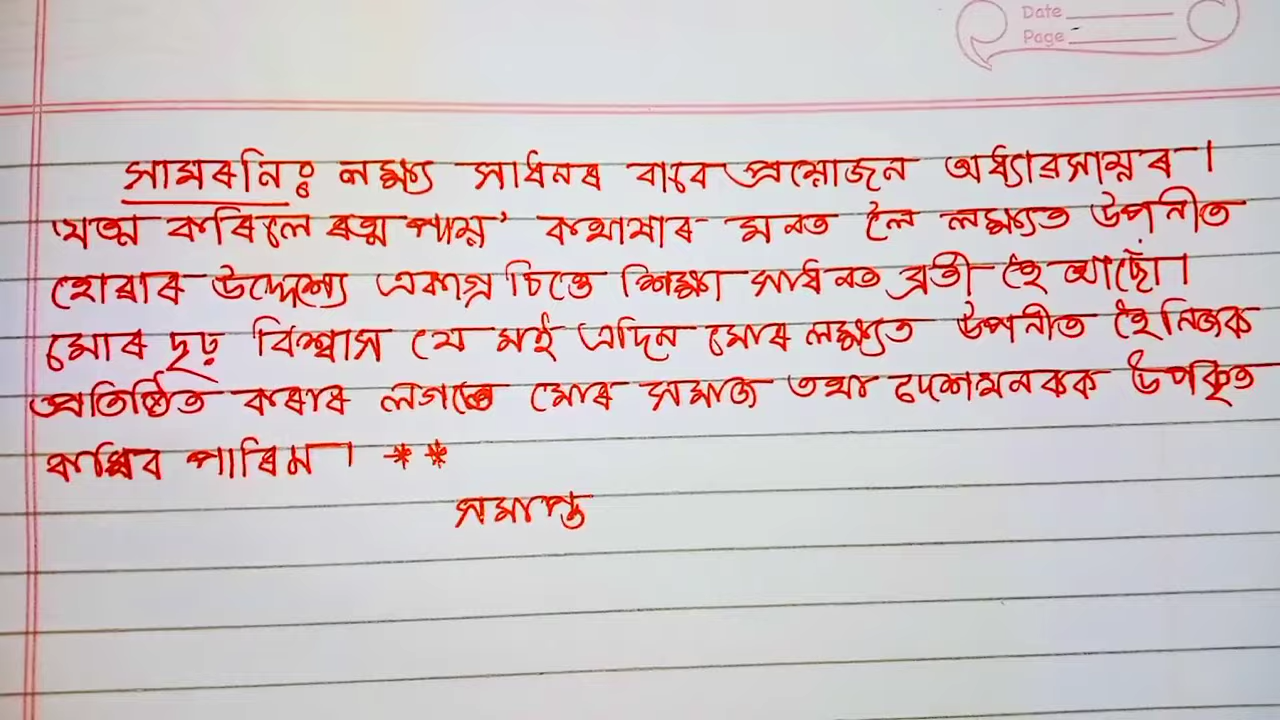 Date
Page
সামৰণিঃ লক্ষ্য সাধনৰ বাবে প্ৰয়োজন অধ্যাৱসায়ৰ।
'যত্ন কৰিলে ৰত্ন পায়' কথাষাৰ মনত লৈ লক্ষ্যত উপনীত
হোৱাৰ উদ্দেশ্যে একাগ্ৰ চিত্তে শিক্ষা সাধনত ব্ৰতী হৈ আছোঁ।
মোৰ দৃঢ় বিশ্বাস যে মই এদিন মোৰ লক্ষ্যত উপনীত হৈ নিজক
প্ৰতিষ্ঠিত কৰাৰ লগতে মোৰ সমাজ তথা দেশ উপকৃত
কৰিব পাৰিম। **
সমাপ্ত